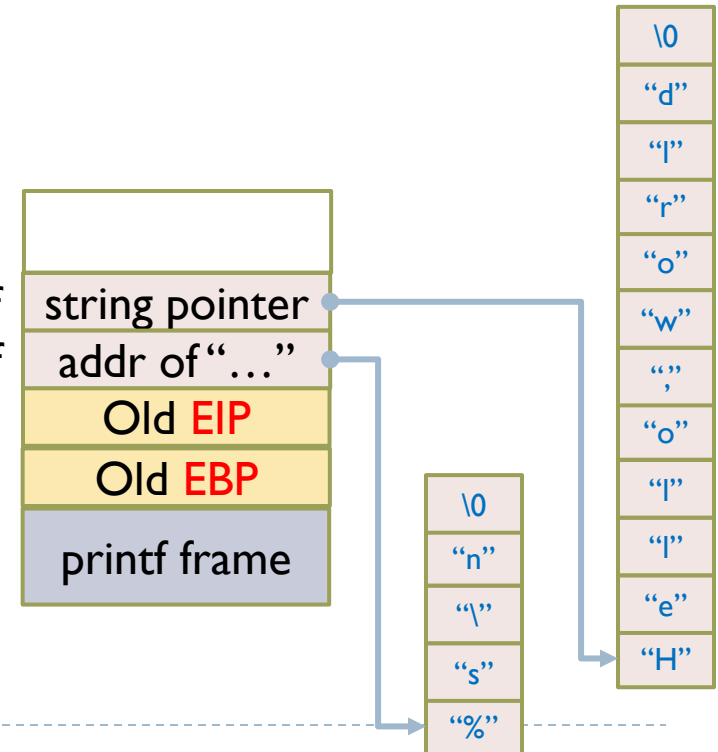 f
string pointer
f
addr of “…”
Old EIP
Old EBP
printf frame
\0
“n”
“\”
“s”
“%”
\0
“d”
“l”
“r”
“o”
“w”
“,”
“o”
“l”
“l”
“e”
“H”